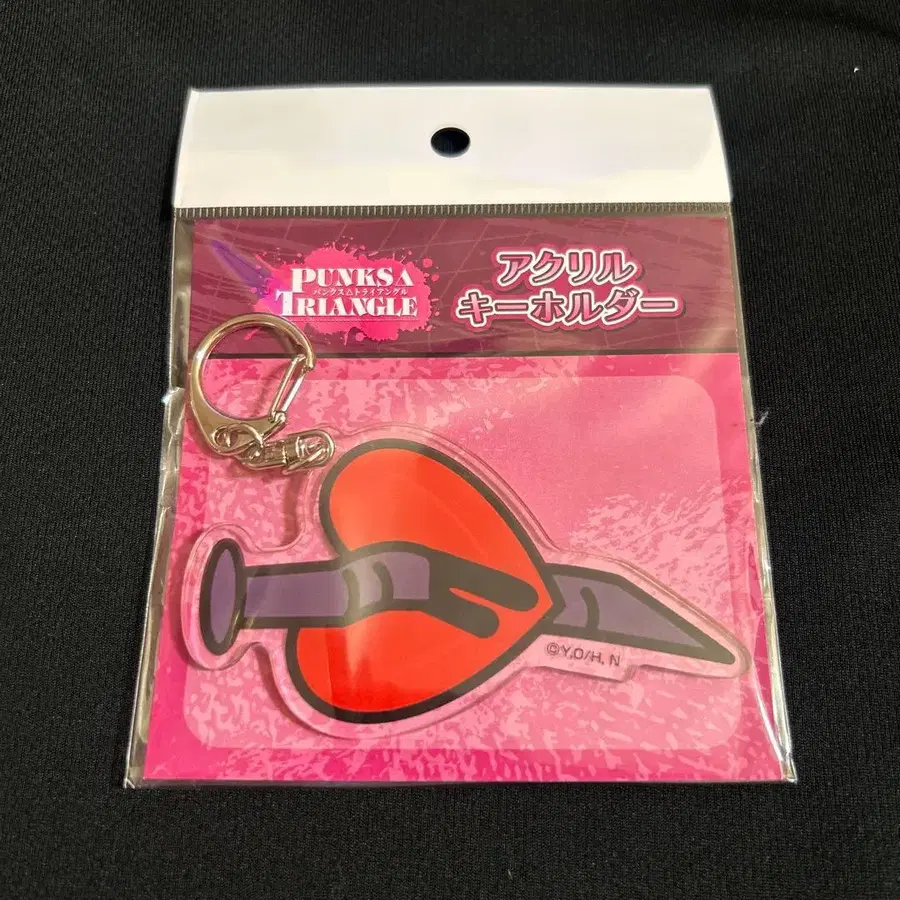 PUNKS△
パンクス△トライアングル
TRIANGLE
アクリル
キーホルダー
©Y.O/H, N